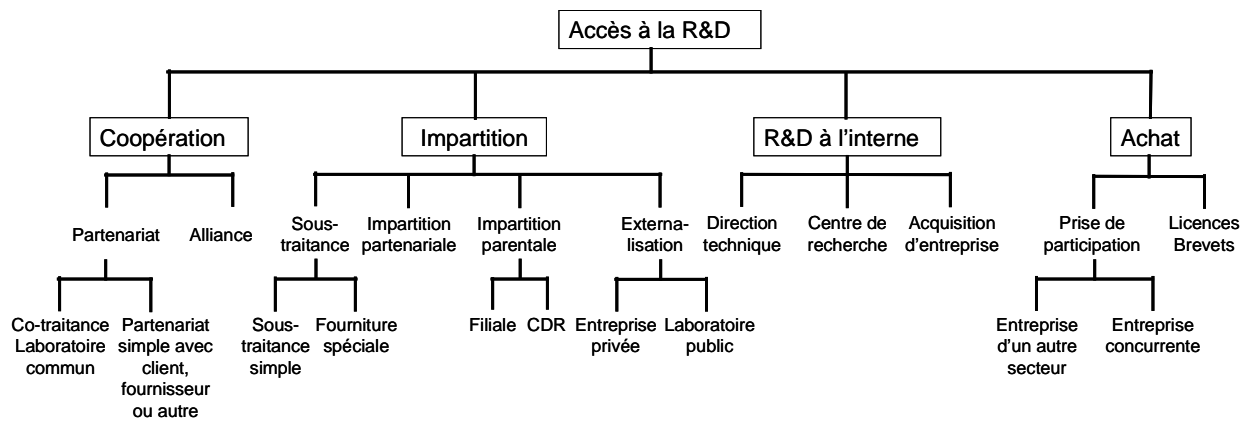 Accès à la R&D
Coopération
Impartition
R&D à l'interne
Achat
Partenariat
Alliance
Sous-
traitance
Impartition
partenariale
Impartition
parentale
Externa-
lisation
Direction
technique
Centre de
recherche
Acquisition
d'entreprise
Prise de
participation
Licences
Brevets
Co-traitance
Laboratoire
commun
Partenariat
simple avec
client,
fournisseur
ou autre
Sous-
traitance
simple
Fourniture
spéciale
Filiale
CDR
Entreprise
privée
Laboratoire
public
Entreprise
d'un autre
secteur
Entreprise
concurrente